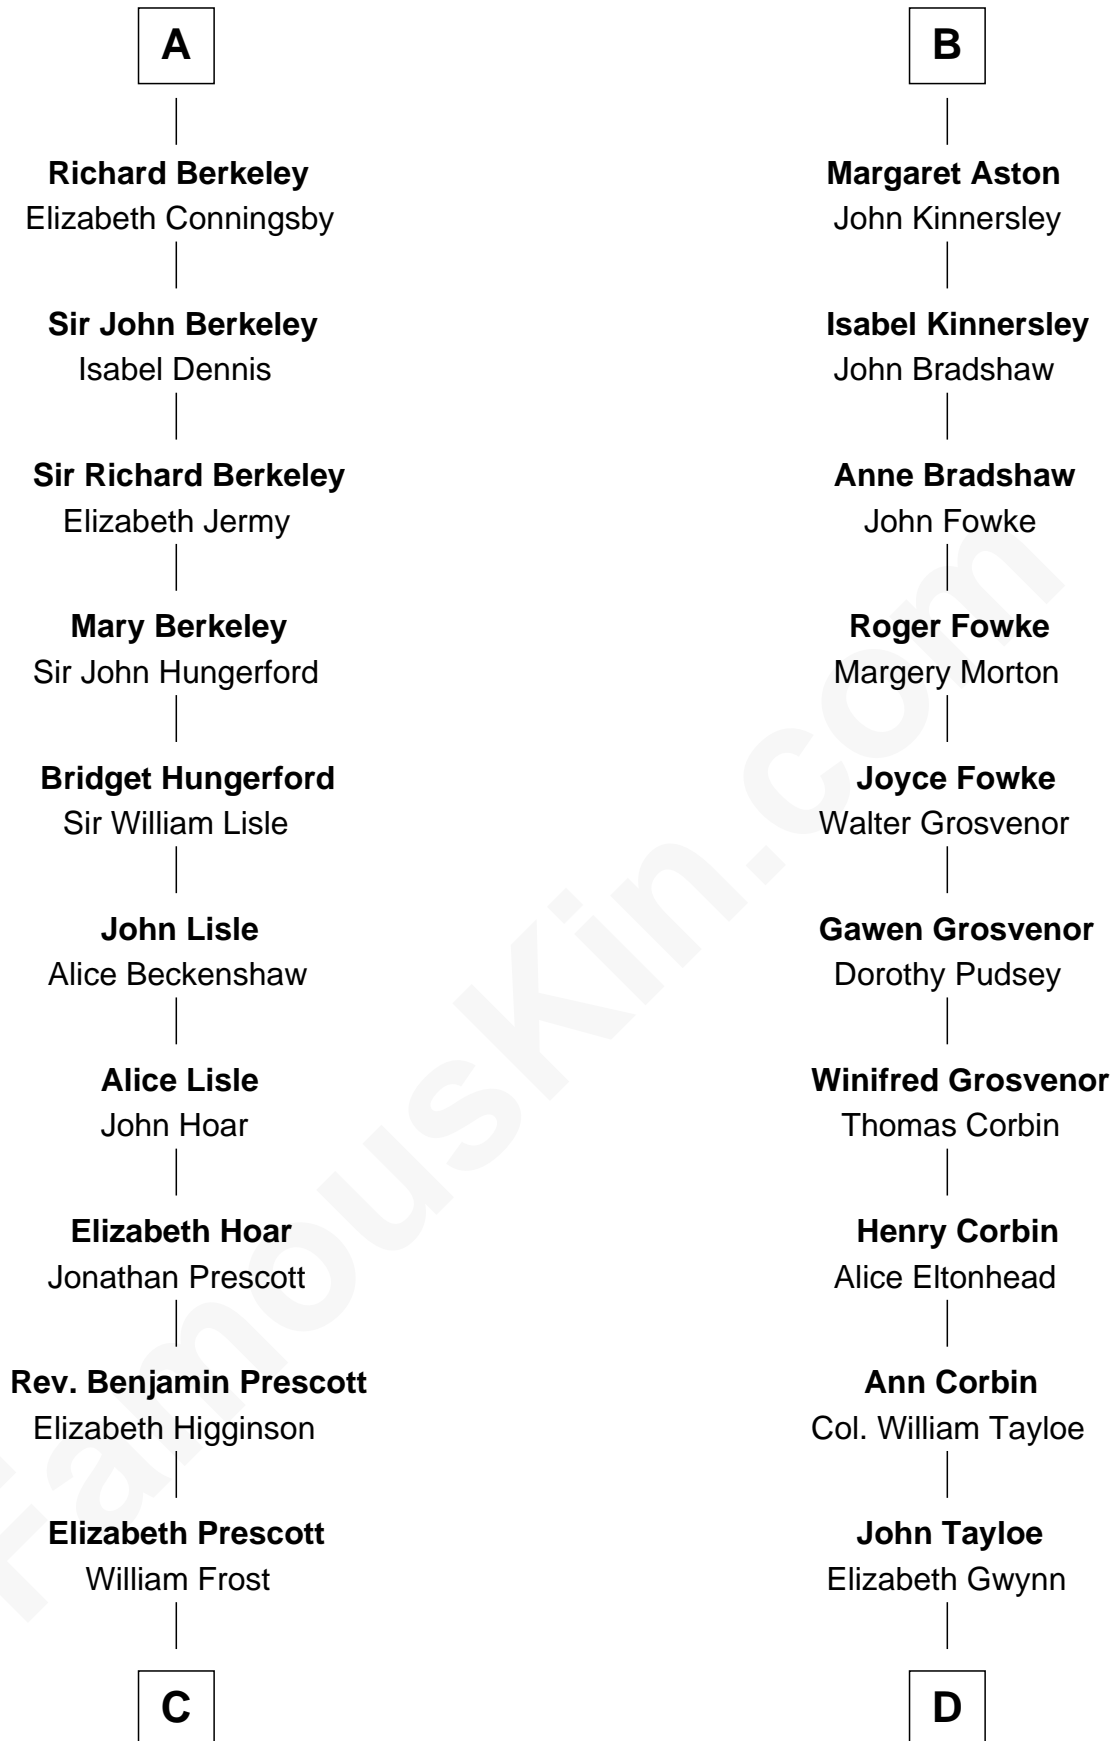 A
Richard Berkeley
Elizabeth Conningsby
Sir John Berkeley
Isabel Dennis
Sir Richard Berkeley
Elizabeth Jermy
Mary Berkeley
Sir John Hungerford
Bridget Hungerford
Sir William Lisle
John Lisle
Alice Beckenshaw
Alice Lisle
John Hoar
Elizabeth Hoar
Jonathan Prescott
Rev. Benjamin Prescott
Elizabeth Higginson
Elizabeth Prescott
William Frost
C
B
Margaret Aston
John Kinnersley
Isabel Kinnersley
John Bradshaw
Anne Bradshaw
John Fowke
Roger Fowke
Margery Morton
Joyce Fowke
Walter Grosvenor
Gawen Grosvenor
Dorothy Pudsey
Winifred Grosvenor
Thomas Corbin
Henry Corbin
Alice Eltonhead
Ann Corbin
Col. William Tayloe
John Tayloe
Elizabeth Gwynn
D
FamousKin.com